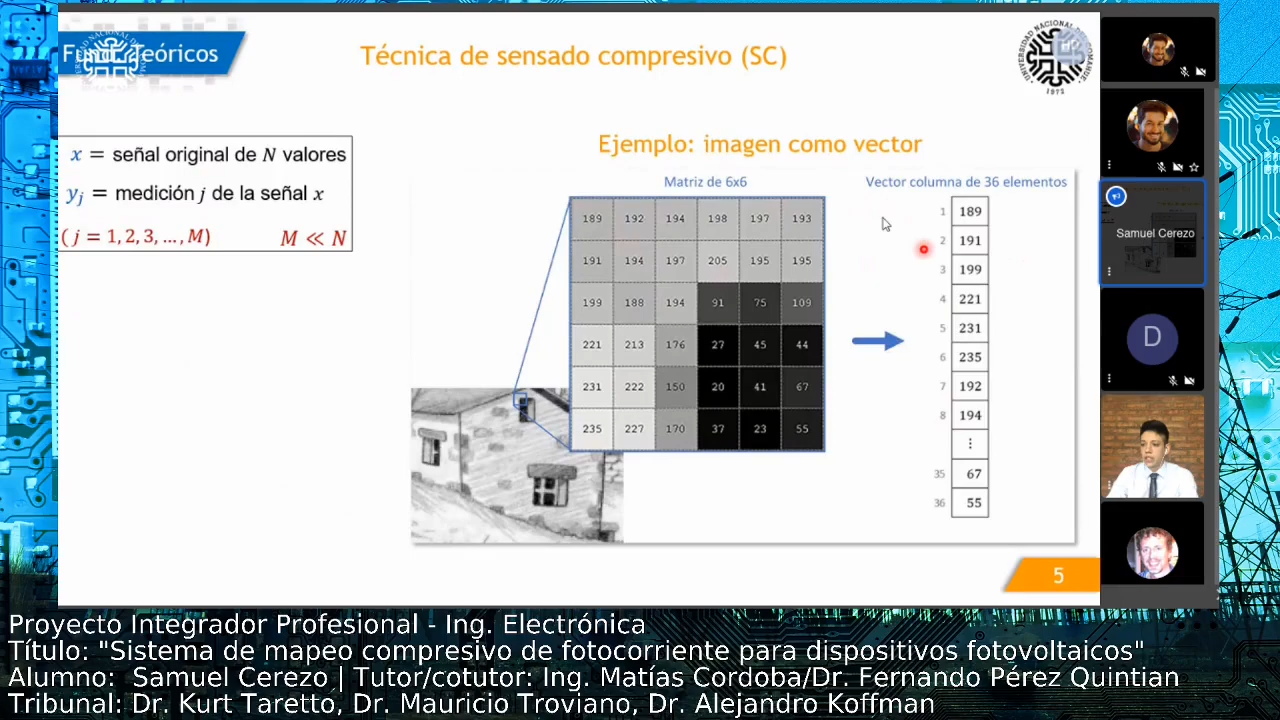 Fund. Teóricos
Técnica de sensado compresivo (SC)
1972
x = señal original de N valores
y_j = medición j de la señal x
( j = 1, 2, 3, ..., M) M ≪ N
Ejemplo: imagen como vector
Matriz de 6x6
189 192 194 198 197 193
191 194 197 205 195 195
199 188 194 91 75 109
221 213 176 27 45 44
231 222 150 20 41 67
235 227 170 37 23 55
Vector columna de 36 elementos
1 189
2 191
3 199
4 221
5 231
6 235
7 192
8 194
⋮
35 67
36 55
5
Samuel Cerezo
D
Proyecto Integrador Profesional - Ing. Electrónica
Título: "Sistema de mapeo compresivo de fotocorriente para dispositivos fotovoltaicos"
Alumno: Samuel Cerezo | Tutor/cotutor: Ing. Matías Cordoba/Dr. Fernando Pérez Quintian
Tribunal: Dr. Kurt Taretto, Dr. Mauricio Troviano, Dr. Alejandro Koffman